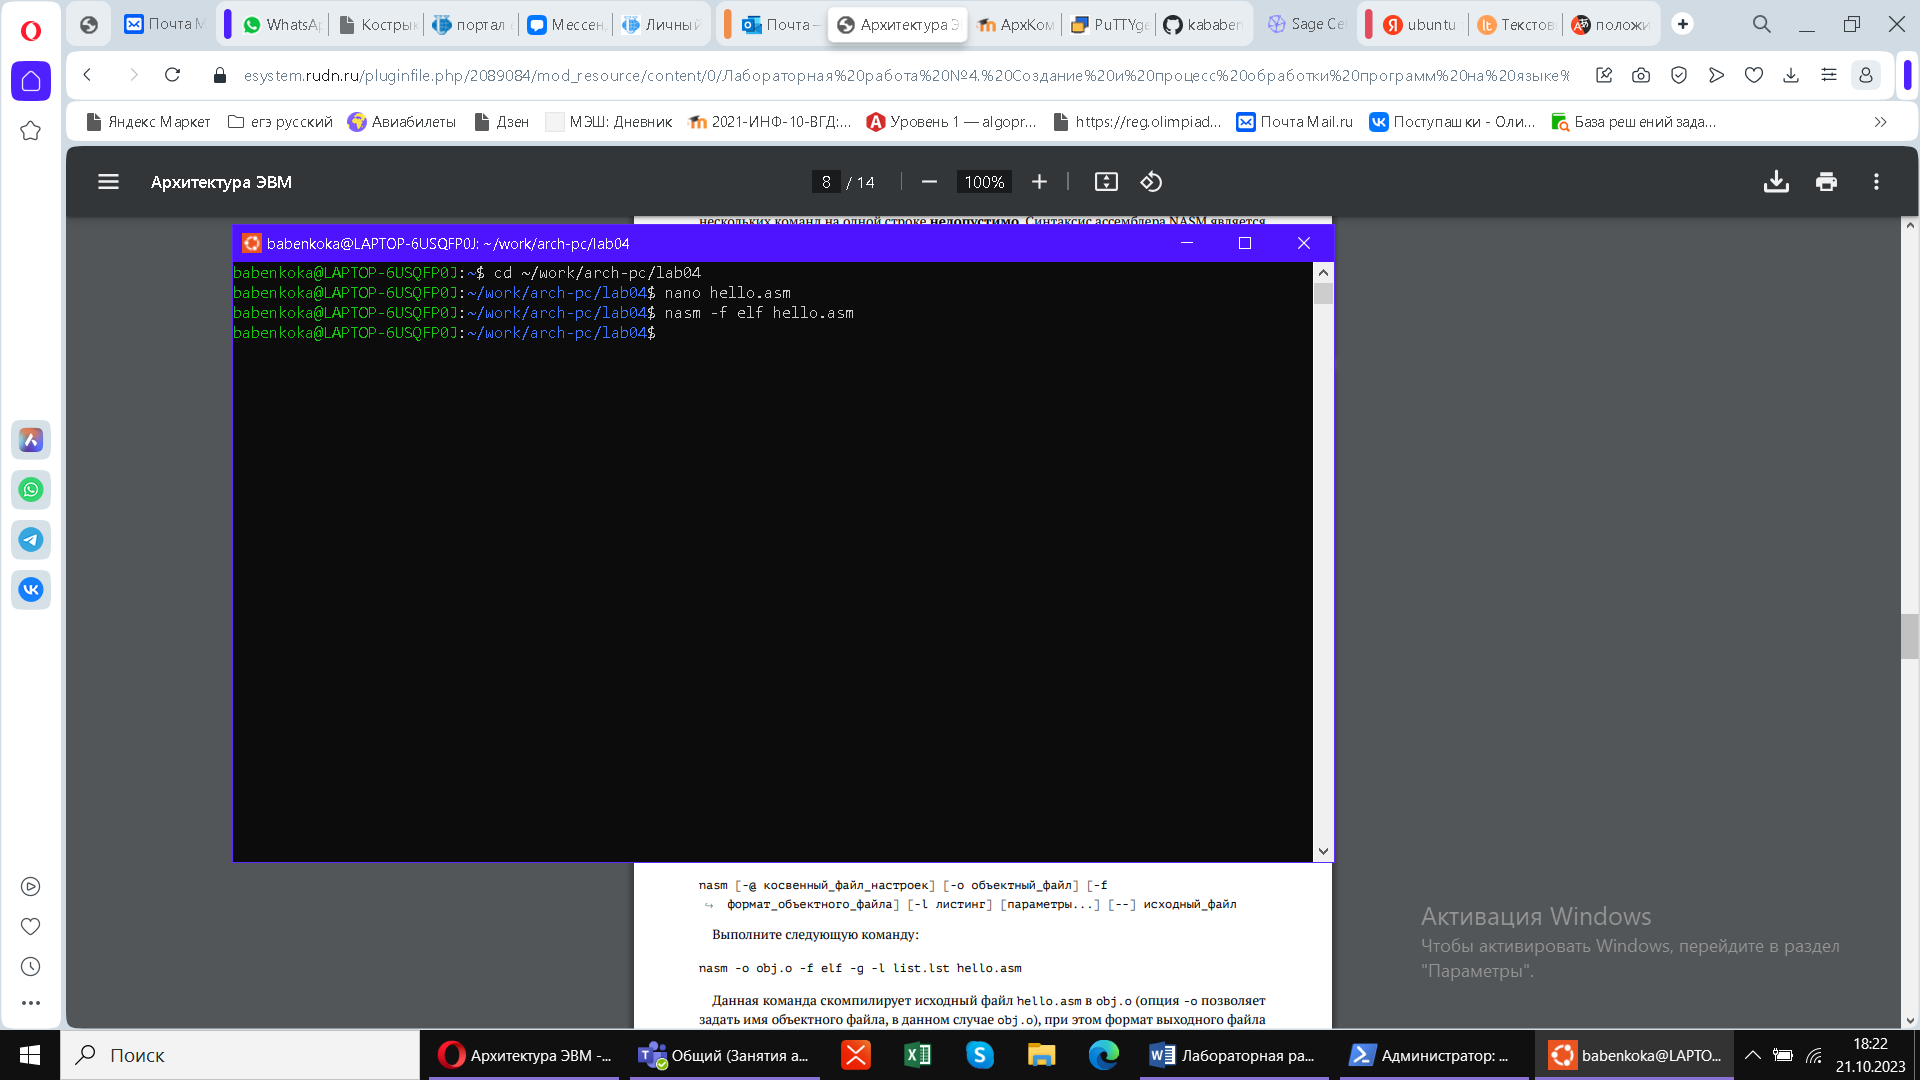 Почта М
WhatsAp
Кострык
портал
Мессен
Личный
Почта –
Архитектура Э
АрхКом
PuTTYge
kababen
Sage Ce
ubuntu
Тексто
положи
esystem.rudn.ru/pluginfile.php/2089084/mod_resource/content/0/Лабораторная%20работа%20№4.%20Создание%20и%20процесс%20обработки%20программ%20на%20языке%
Яндекс Маркет
егэ русский
Авиабилеты
Дзен
МЭШ: Дневник
2021-ИНФ-10-ВГД:...
Уровень 1 — algopr...
https://reg.olimpiad...
Почта Mail.ru
Поступашки - Оли...
База решений зада...
Архитектура ЭВМ
8 / 14
100%
нескольких команд на одной строке недопустимо. Синтаксис ассемблера NASM является
babenkoka@LAPTOP-6USQFP0J: ~/work/arch-pc/lab04
babenkoka@LAPTOP-6USQFP0J:~$ cd ~/work/arch-pc/lab04
babenkoka@LAPTOP-6USQFP0J:~/work/arch-pc/lab04$ nano hello.asm
babenkoka@LAPTOP-6USQFP0J:~/work/arch-pc/lab04$ nasm -f elf hello.asm
babenkoka@LAPTOP-6USQFP0J:~/work/arch-pc/lab04$
nasm [-@ косвенный_файл_настроек] [-o объектный_файл] [-f
↪ формат_объектного_файла] [-l листинг] [параметры...] [--] исходный_файл
Выполните следующую команду:
nasm -o obj.o -f elf -g -l list.lst hello.asm
Данная команда скомпилирует исходный файл hello.asm в obj.o (опция -o позволяет
задать имя объектного файла, в данном случае obj.o), при этом формат выходного файла
Активация Windows
Чтобы активировать Windows, перейдите в раздел
"Параметры".
Поиск
Архитектура ЭВМ -...
Общий (Занятия а...
Лабораторная ра...
Администратор: ...
babenkoka@LAPTO...
18:22
21.10.2023